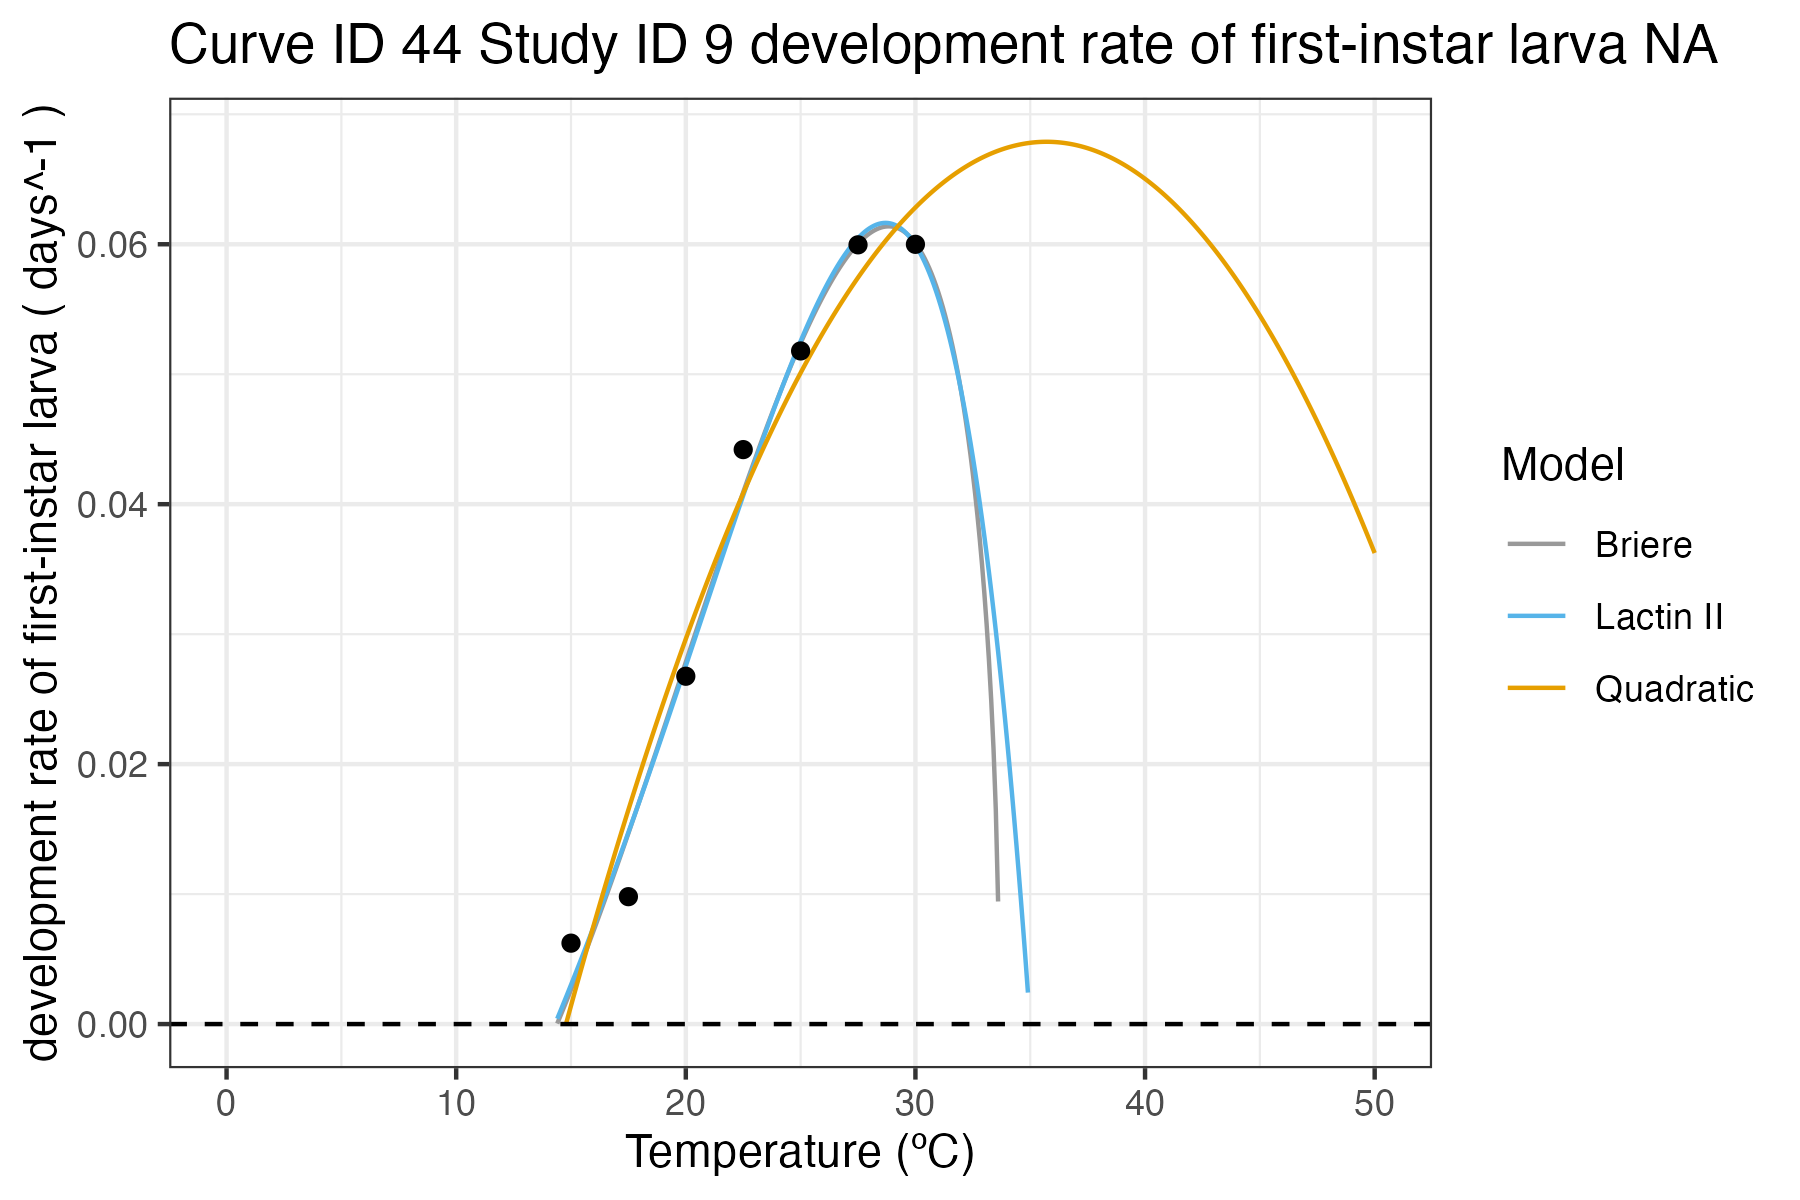 Curve ID 44 Study ID 9 development rate of first-instar larva NA
development rate of first-instar larva ( days^-1 )
0.06
0.04
0.02
0.00
0 10 20 30 40 50
Temperature (ºC)
Model
Briere
Lactin II
Quadratic